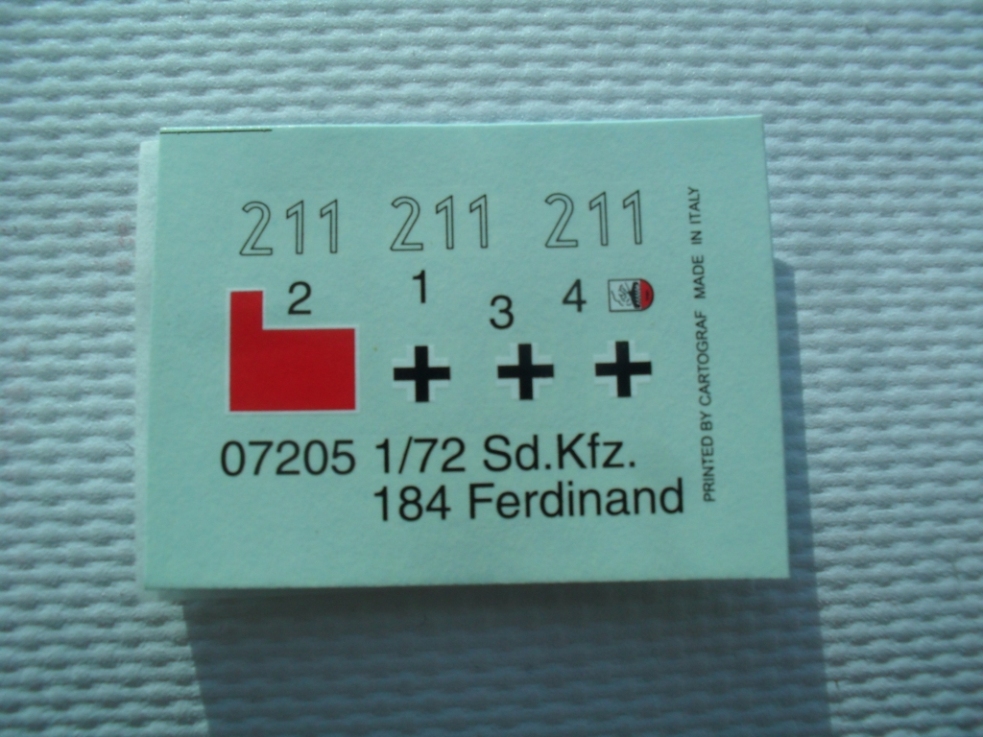 211 211 211
2 1 3 4
07205 1/72 Sd.Kfz.
184 Ferdinand
PRINTED BY CARTOGRAF MADE IN ITALY